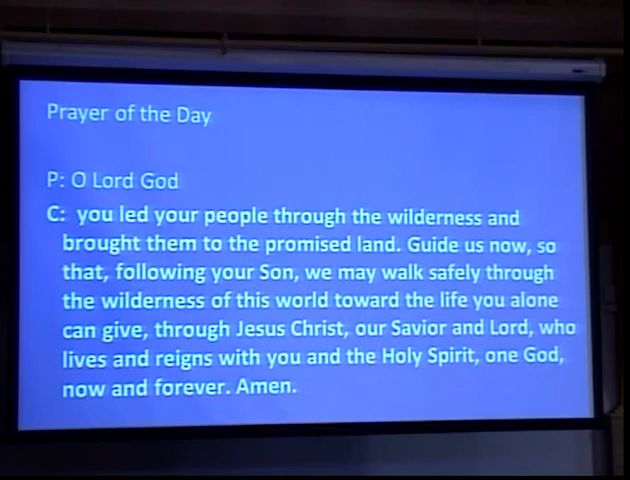 Prayer of the Day
P: O Lord God
C: you led your people through the wilderness and
brought them to the promised land. Guide us now, so
that, following your Son, we may walk safely through
the wilderness of this world toward the life you alone
can give, through Jesus Christ, our Savior and Lord, who
lives and reigns with you and the Holy Spirit, one God,
now and forever. Amen.